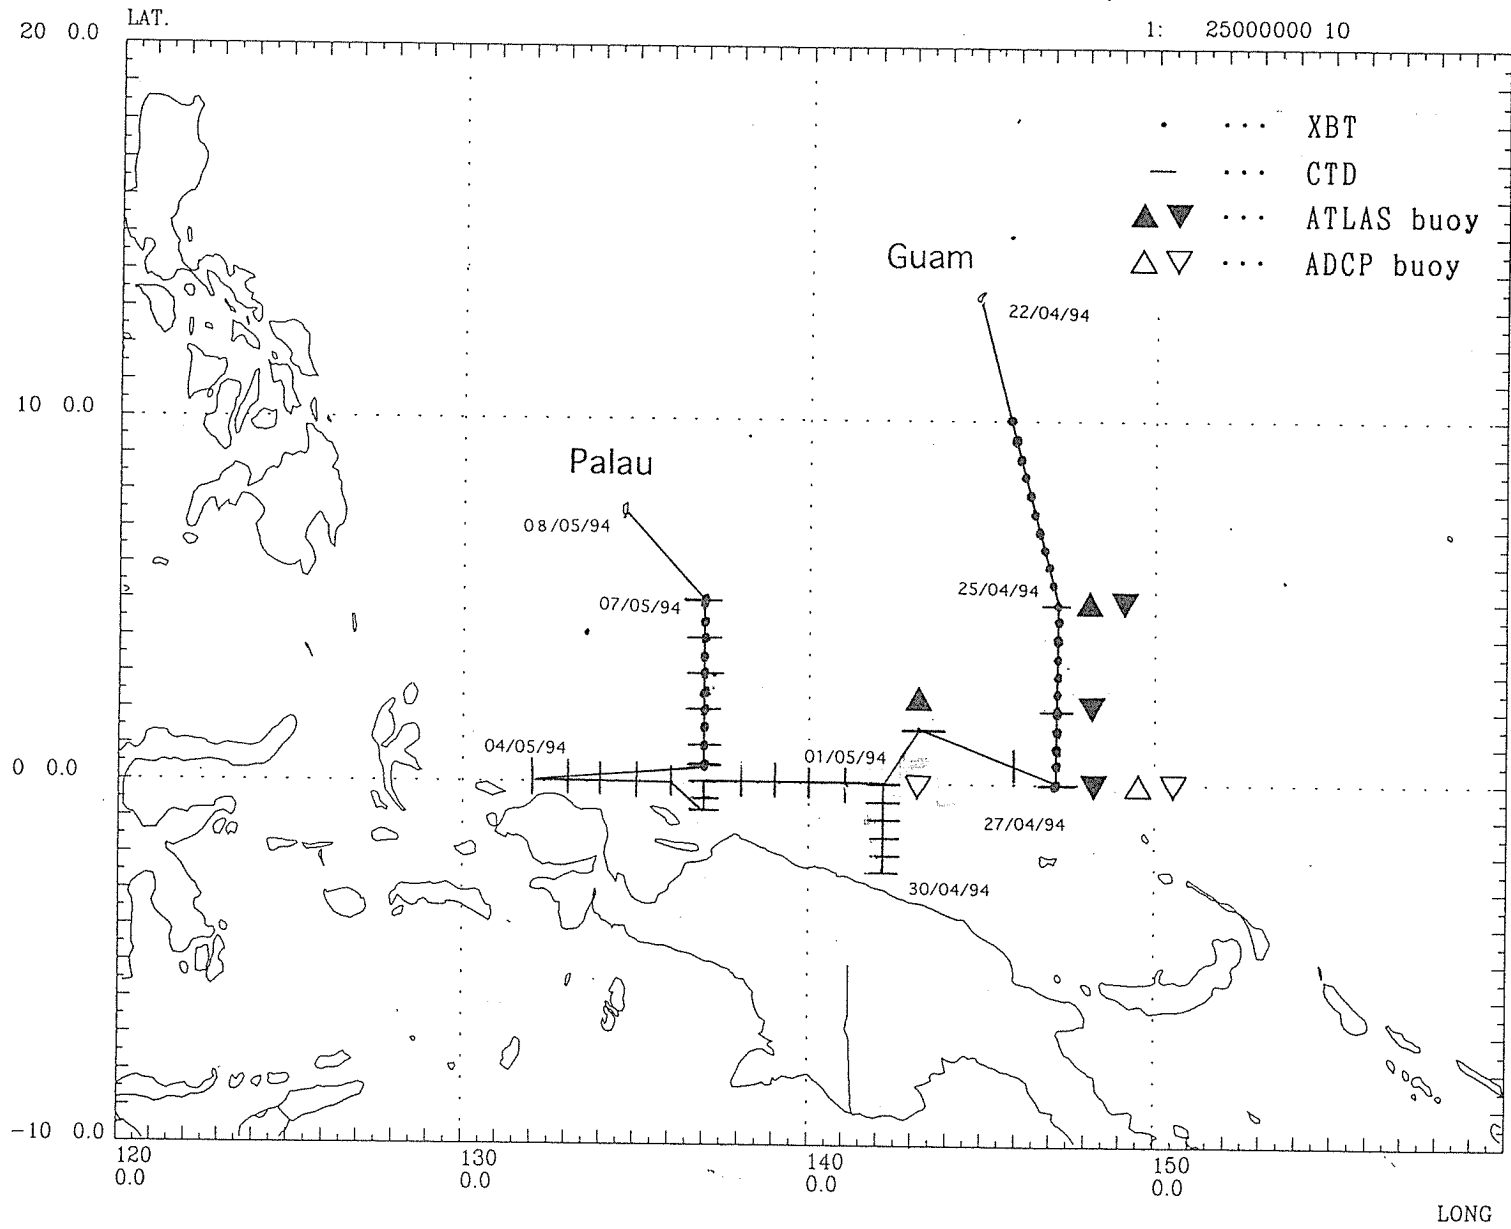 LAT.
20 0.0
1: 25000000 10
· ··· XBT
— ··· CTD
▲▼ ··· ATLAS buoy
△▽ ··· ADCP buoy
Guam
22/04/94
10 0.0
Palau
08/05/94
07/05/94
25/04/94
04/05/94
01/05/94
0 0.0
27/04/94
30/04/94
-10 0.0
120 130 140 150
0.0 0.0 0.0 0.0
LONG